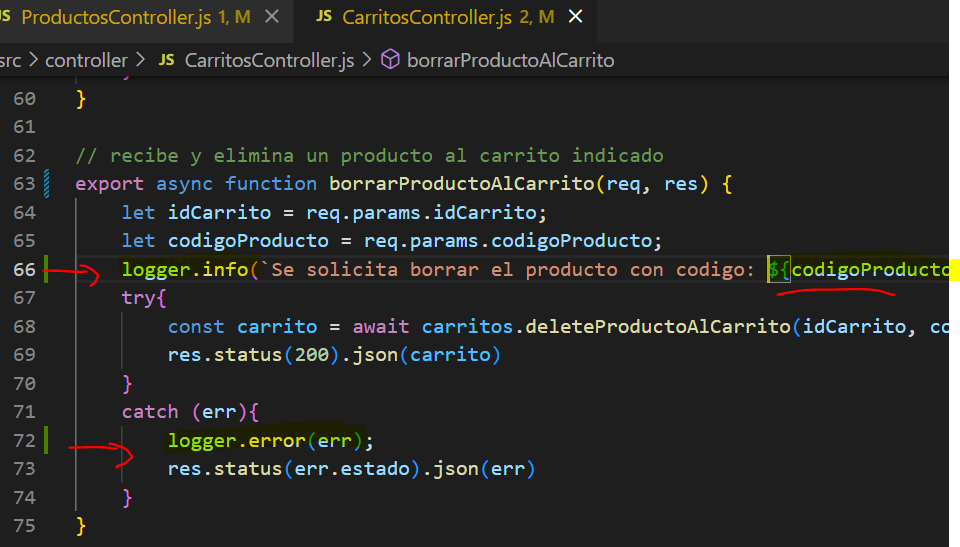 JS ProductosController.js 1, M × JS CarritosController.js 2, M ×
src > controller > JS CarritosController.js > borrarProductoAlCarrito
60 }
61
62 // recibe y elimina un producto al carrito indicado
63 export async function borrarProductoAlCarrito(req, res) {
64 let idCarrito = req.params.idCarrito;
65 let codigoProducto = req.params.codigoProducto;
66 logger.info(`Se solicita borrar el producto con codigo: ${codigoProducto
67 try{
68 const carrito = await carritos.deleteProductoAlCarrito(idCarrito, co
69 res.status(200).json(carrito)
70 }
71 catch (err){
72 logger.error(err);
73 res.status(err.estado).json(err)
74 }
75 }